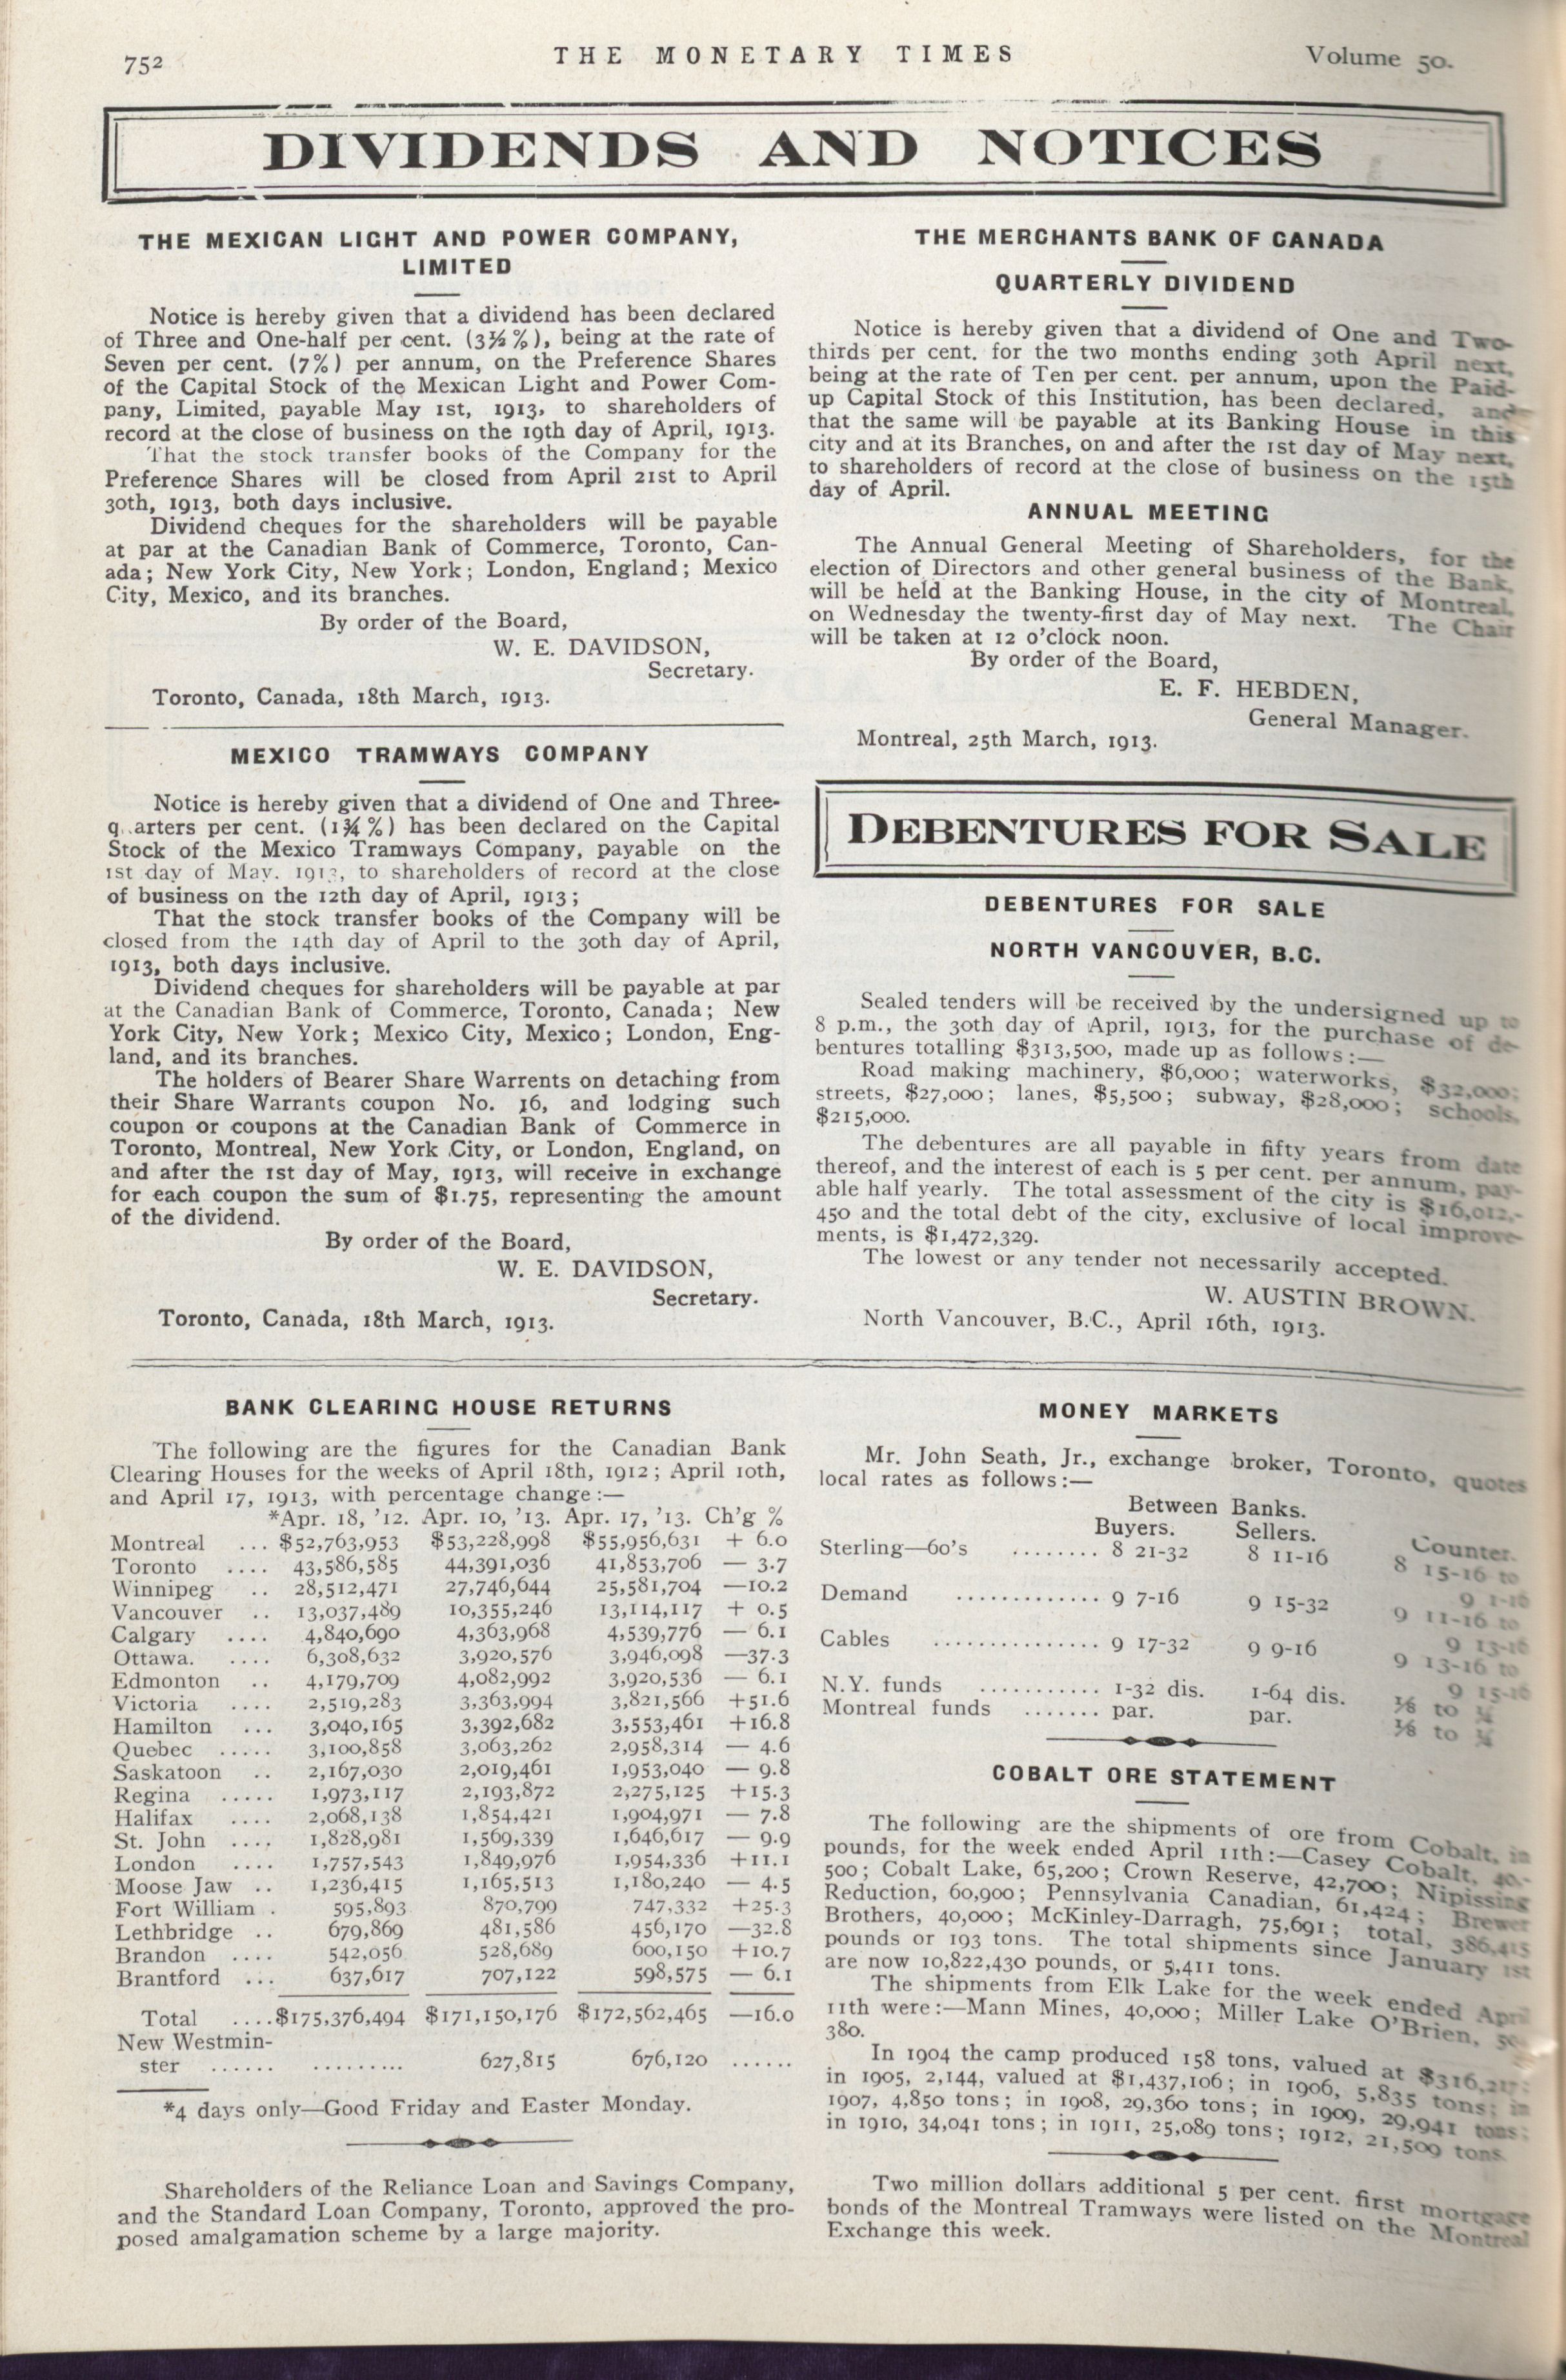 752
THE MONETARY TIMES
Volume 50.
DIVIDENDS AND NOTICES
THE MEXICAN LIGHT AND POWER COMPANY,
LIMITED
Notice is hereby given that a dividend has been declared
of Three and One-half per cent. (3½%), being at the rate of
Seven per cent. (7%) per annum, on the Preference Shares
of the Capital Stock of the Mexican Light and Power Com-
pany, Limited, payable May 1st, 1913, to shareholders of
record at the close of business on the 19th day of April, 1913.
That the stock transfer books of the Company for the
Preference Shares will be closed from April 21st to April
30th, 1913, both days inclusive.
Dividend cheques for the shareholders will be payable
at par at the Canadian Bank of Commerce, Toronto, Can-
ada; New York City, New York; London, England; Mexico
City, Mexico, and its branches.
By order of the Board,
W. E. DAVIDSON,
Secretary.
Toronto, Canada, 18th March, 1913.
MEXICO TRAMWAYS COMPANY
Notice is hereby given that a dividend of One and Three-
q..arters per cent. (1¾%) has been declared on the Capital
Stock of the Mexico Tramways Company, payable on the
1st day of May. 1913, to shareholders of record at the close
of business on the 12th day of April, 1913;
That the stock transfer books of the Company will be
closed from the 14th day of April to the 30th day of April,
1913, both days inclusive.
Dividend cheques for shareholders will be payable at par
at the Canadian Bank of Commerce, Toronto, Canada; New
York City, New York; Mexico City, Mexico; London, Eng-
land, and its branches.
The holders of Bearer Share Warrents on detaching from
their Share Warrants coupon No. 16, and lodging such
coupon or coupons at the Canadian Bank of Commerce in
Toronto, Montreal, New York City, or London, England, on
and after the 1st day of May, 1913, will receive in exchange
for each coupon the sum of $1.75, representing the amount
of the dividend.
By order of the Board,
W. E. DAVIDSON,
Secretary.
Toronto, Canada, 18th March, 1913.
THE MERCHANTS BANK OF CANADA
QUARTERLY DIVIDEND
Notice is hereby given that a dividend of One and Two-
thirds per cent. for the two months ending 30th April next,
being at the rate of Ten per cent. per annum, upon the Paid-
up Capital Stock of this Institution, has been declared, and
that the same will be payable at its Banking House in this
city and at its Branches, on and after the 1st day of May next,
to shareholders of record at the close of business on the 15th
day of April.
ANNUAL MEETING
The Annual General Meeting of Shareholders, for the
election of Directors and other general business of the Bank,
will be held at the Banking House, in the city of Montreal,
on Wednesday the twenty-first day of May next. The Chair
will be taken at 12 o'clock noon.
By order of the Board,
E. F. HEBDEN,
General Manager.
Montreal, 25th March, 1913.
DEBENTURES FOR SALE
DEBENTURES FOR SALE
NORTH VANCOUVER, B.C.
Sealed tenders will be received by the undersigned up to
8 p.m., the 30th day of April, 1913, for the purchase of de-
bentures totalling $313,500, made up as follows:—
Road making machinery, $6,000; waterworks, $32,000;
streets, $27,000; lanes, $5,500; subway, $28,000; schools,
$215,000.
The debentures are all payable in fifty years from date
thereof, and the interest of each is 5 per cent. per annum, pay-
able half yearly. The total assessment of the city is $16,012,-
450 and the total debt of the city, exclusive of local improve-
ments, is $1,472,329.
The lowest or any tender not necessarily accepted.
W. AUSTIN BROWN.
North Vancouver, B.C., April 16th, 1913.
BANK CLEARING HOUSE RETURNS
The following are the figures for the Canadian Bank
Clearing Houses for the weeks of April 18th, 1912; April 10th,
and April 17, 1913, with percentage change:—
*Apr. 18, '12. Apr. 10, '13. Apr. 17, '13. Ch'g %
Montreal ... $52,763,953 $53,228,998 $55,956,631 + 6.0
Toronto .... 43,586,585 44,391,036 41,853,706 — 3.7
Winnipeg .. 28,512,471 27,746,644 25,581,704 —10.2
Vancouver .. 13,037,489 10,355,246 13,114,117 + 0.5
Calgary .... 4,840,690 4,363,968 4,539,776 — 6.1
Ottawa. .... 6,308,632 3,920,576 3,946,098 —37.3
Edmonton .. 4,179,709 4,082,992 3,920,536 — 6.1
Victoria .... 2,519,283 3,363,994 3,821,566 +51.6
Hamilton ... 3,040,165 3,392,682 3,553,461 +16.8
Quebec ..... 3,100,858 3,063,262 2,958,314 — 4.6
Saskatoon .. 2,167,030 2,019,461 1,953,040 — 9.8
Regina ..... 1,973,117 2,193,872 2,275,125 +15.3
Halifax .... 2,068,138 1,854,421 1,904,971 — 7.8
St. John .... 1,828,981 1,569,339 1,646,617 — 9.9
London .... 1,757,543 1,849,976 1,954,336 +11.1
Moose Jaw .. 1,236,415 1,165,513 1,180,240 — 4.5
Fort William . 595,893 870,799 747,332 +25.3
Lethbridge .. 679,869 481,586 456,170 —32.8
Brandon .... 542,056 528,689 600,150 +10.7
Brantford ... 637,617 707,122 598,575 — 6.1
Total ....$175,376,494 $171,150,176 $172,562,465 —16.0
New Westmin-
ster ...... ......... 627,815 676,120 ......
*4 days only—Good Friday and Easter Monday.
Shareholders of the Reliance Loan and Savings Company,
and the Standard Loan Company, Toronto, approved the pro-
posed amalgamation scheme by a large majority.
MONEY MARKETS
Mr. John Seath, Jr., exchange broker, Toronto, quotes
local rates as follows:—
Between Banks.
Buyers. Sellers. Counter.
Sterling—60's ........ 8 21-32 8 11-16 8 15-16 to
9 1-16
Demand ............. 9 7-16 9 15-32 9 11-16 to
9 13-16
Cables ............... 9 17-32 9 9-16 9 13-16 to
9 15-16
N.Y. funds ........... 1-32 dis. 1-64 dis. ⅛ to ¼
Montreal funds ....... par. par. ⅛ to ¼
COBALT ORE STATEMENT
The following are the shipments of ore from Cobalt, in
pounds, for the week ended April 11th:—Casey Cobalt, 40,-
500; Cobalt Lake, 65,200; Crown Reserve, 42,700; Nipissing
Reduction, 60,900; Pennsylvania Canadian, 61,424; Brewer
Brothers, 40,000; McKinley-Darragh, 75,691; total, 386,415
pounds or 193 tons. The total shipments since January 1st
are now 10,822,430 pounds, or 5,411 tons.
The shipments from Elk Lake for the week ended April
11th were:—Mann Mines, 40,000; Miller Lake O'Brien,
380.
In 1904 the camp produced 158 tons, valued at $316,217;
in 1905, 2,144, valued at $1,437,106; in 1906, 5,835 tons; in
1907, 4,850 tons; in 1908, 29,360 tons; in 1909, 29,941 tons;
in 1910, 34,041 tons; in 1911, 25,089 tons; 1912, 21,509 tons.
Two million dollars additional 5 per cent. first mortgage
bonds of the Montreal Tramways were listed on the Montreal
Exchange this week.